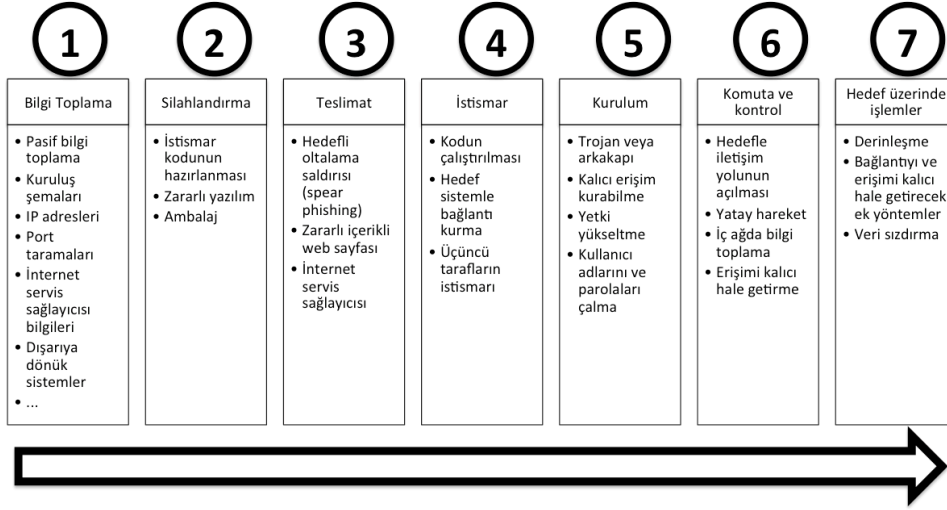 1
Bilgi Toplama
• Pasif bilgi
toplama
• Kuruluş
şemaları
• IP adresleri
• Port
taramaları
• İnternet
servis
sağlayıcısı
bilgileri
• Dışarıya
dönük
sistemler
• ...
2
Silahlandırma
• İstismar
kodunun
hazırlanması
• Zararlı yazılım
• Ambalaj
3
Teslimat
• Hedefli
oltalama
saldırısı
(spear
phishing)
• Zararlı içerikli
web sayfası
• İnternet
servis
sağlayıcısı
4
İstismar
• Kodun
çalıştırılması
• Hedef
sistemle
bağlantı
kurma
• Üçüncü
tarafların
istismarı
5
Kurulum
• Trojan veya
arkakapı
• Kalıcı erişim
kurabilme
• Yetki
yükseltme
• Kullanıcı
adlarını ve
parolaları
çalma
6
Komuta ve
kontrol
• Hedefle
iletişim
yolunun
açılması
• Yatay hareket
• İç ağda bilgi
toplama
• Erişimi kalıcı
hale getirme
7
Hedef üzerinde
işlemler
• Derinleşme
• Bağlantıyı ve
erişimi kalıcı
hale getirecek
ek yöntemler
• Veri sızdırma